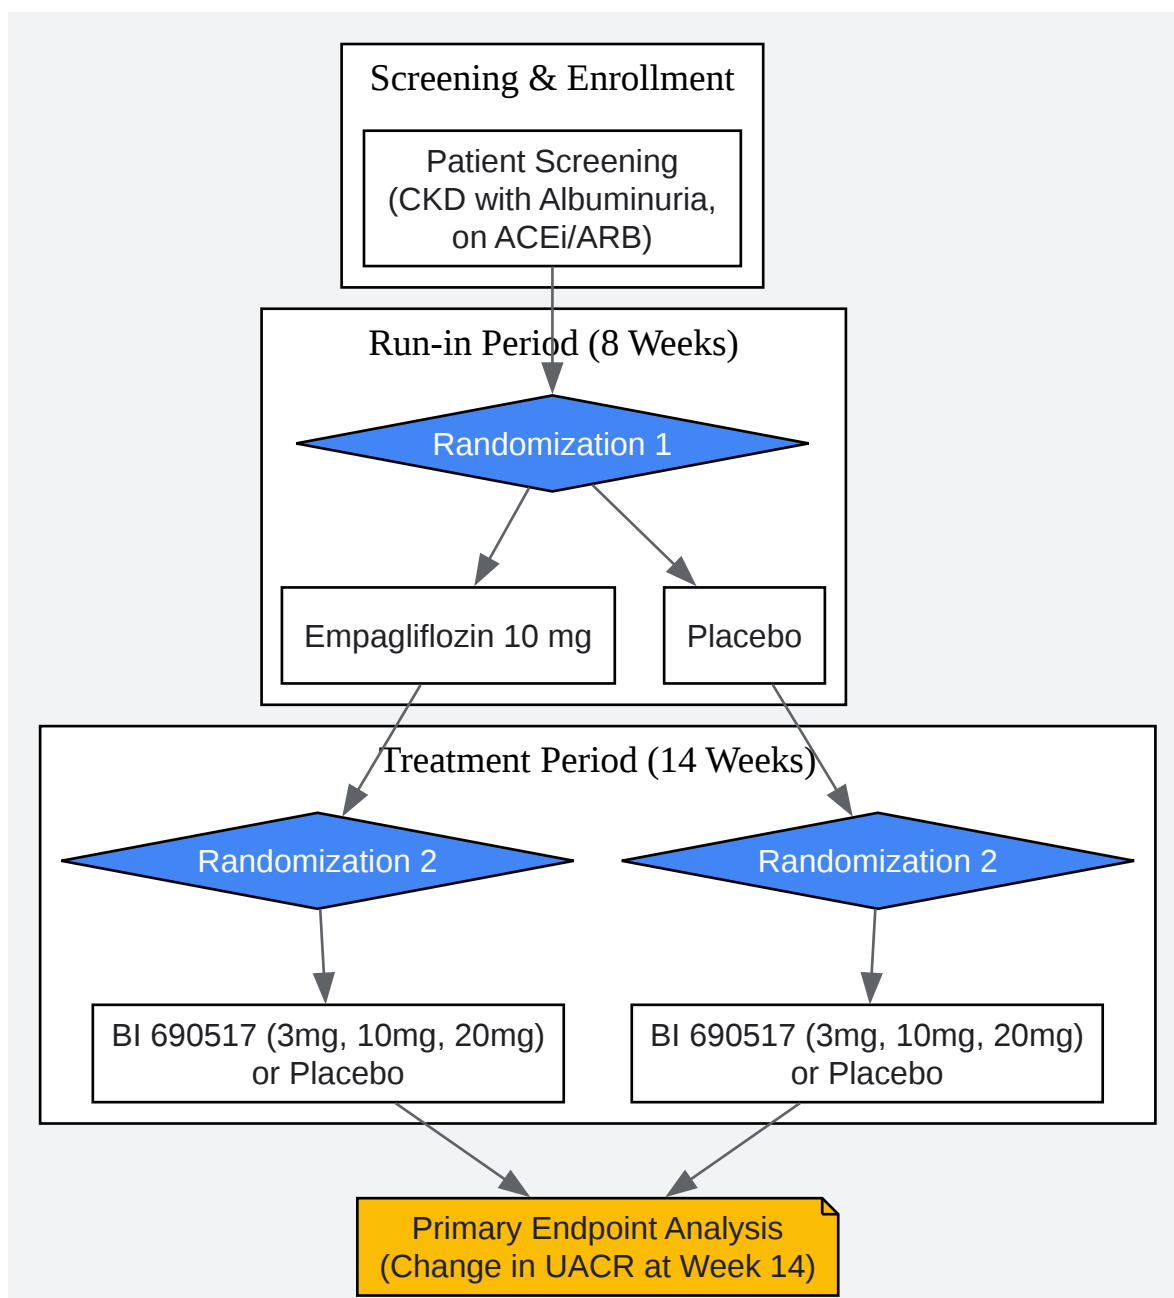 Screening & Enrollment
Patient Screening
(CKD with Albuminuria,
on ACEi/ARB)
Run-in Period (8 Weeks)
Randomization 1
Empagliflozin 10 mg
Placebo
Treatment Period (14 Weeks)
Randomization 2
Randomization 2
BI 690517 (3mg, 10mg, 20mg)
or Placebo
BI 690517 (3mg, 10mg, 20mg)
or Placebo
Primary Endpoint Analysis
(Change in UACR at Week 14)